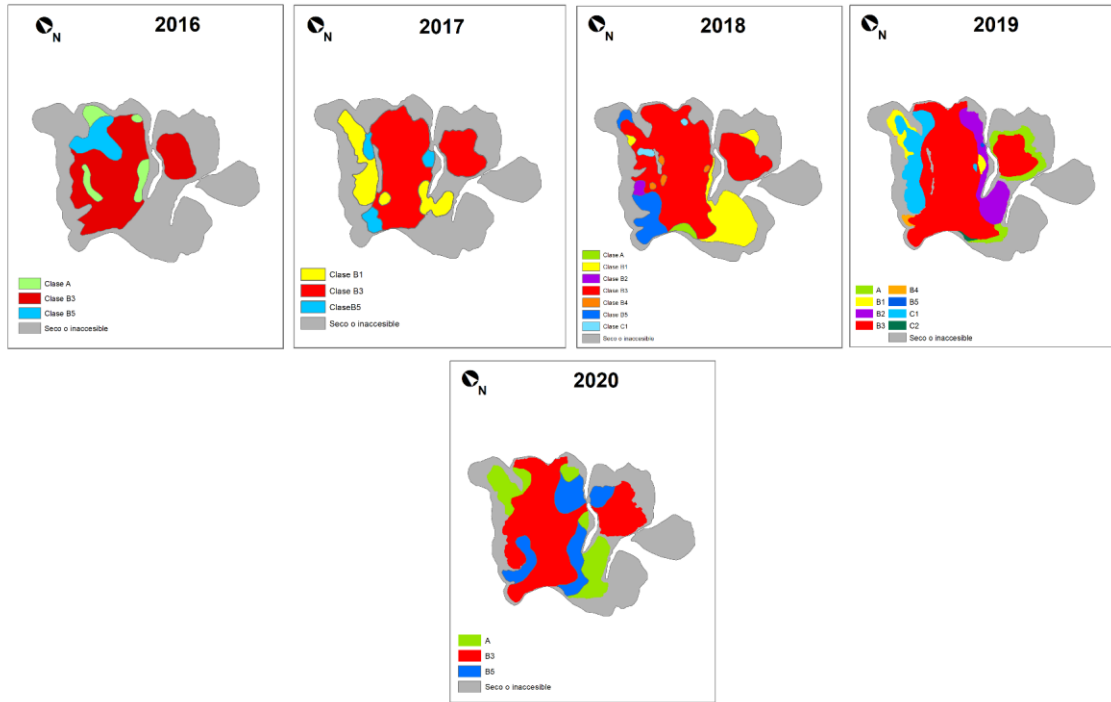 N
2016
Clase A
Clase B3
Clase B5
Seco o inaccesible
N
2017
Clase B1
Clase B3
ClaseB5
Seco o inaccesible
N
2018
Clase A
Clase B1
Clase B2
Clase B3
Clase B4
Clase B5
Clase C1
Seco o inaccesible
N
2019
A B4
B1 B5
B2 C1
B3 C2
Seco o inaccesible
N
2020
A
B3
B5
Seco o inaccesible